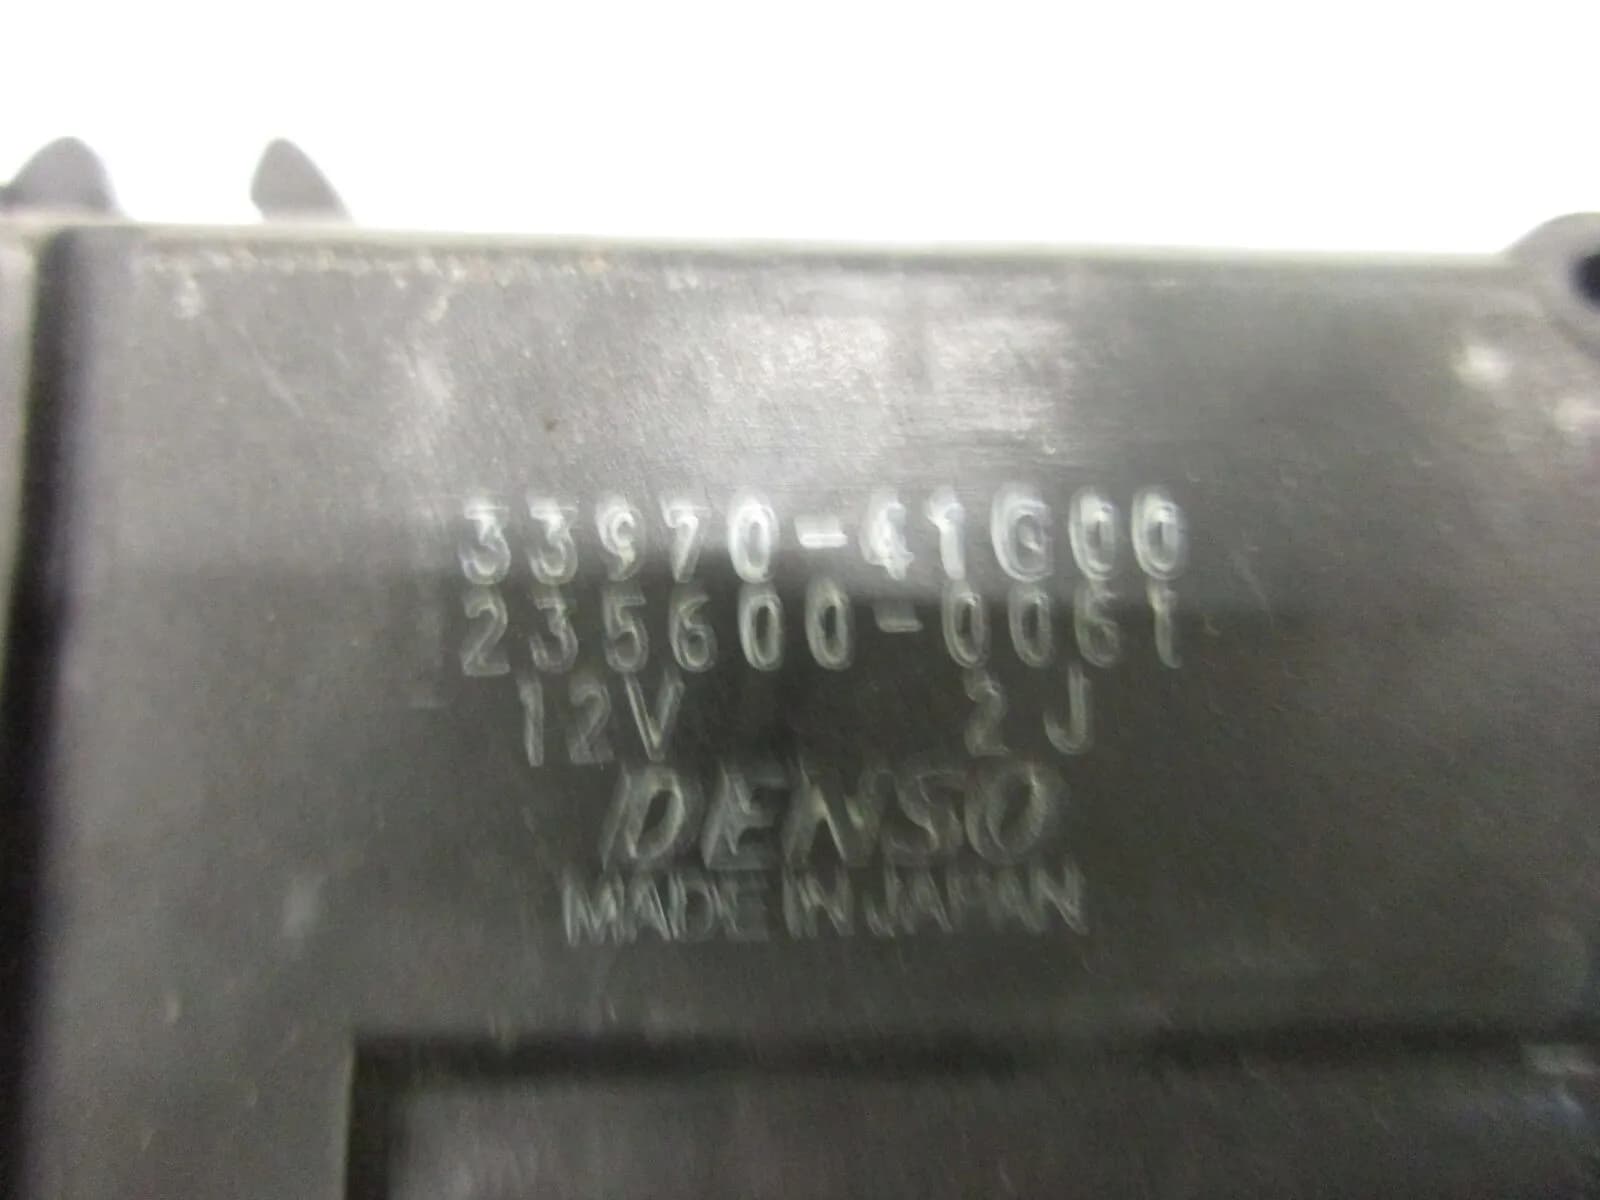 33970-41G00
235600-0061
12V 2J
DENSO
MADE IN JAPAN